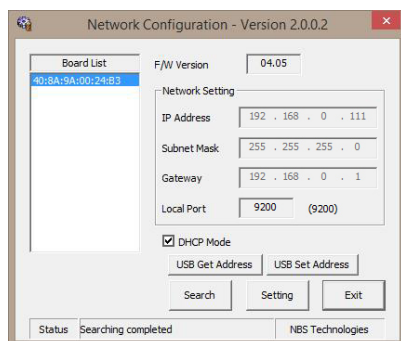 Network Configuration - Version 2.0.0.2
Board List
40:8A:9A:00:24:B3
F/W Version 04.05
Network Setting
IP Address 192 . 168 . 0 . 111
Subnet Mask 255 . 255 . 255 . 0
Gateway 192 . 168 . 0 . 1
Local Port 9200 (9200)
DHCP Mode
USB Get Address USB Set Address
Search Setting Exit
Status Searching completed NBS Technologies